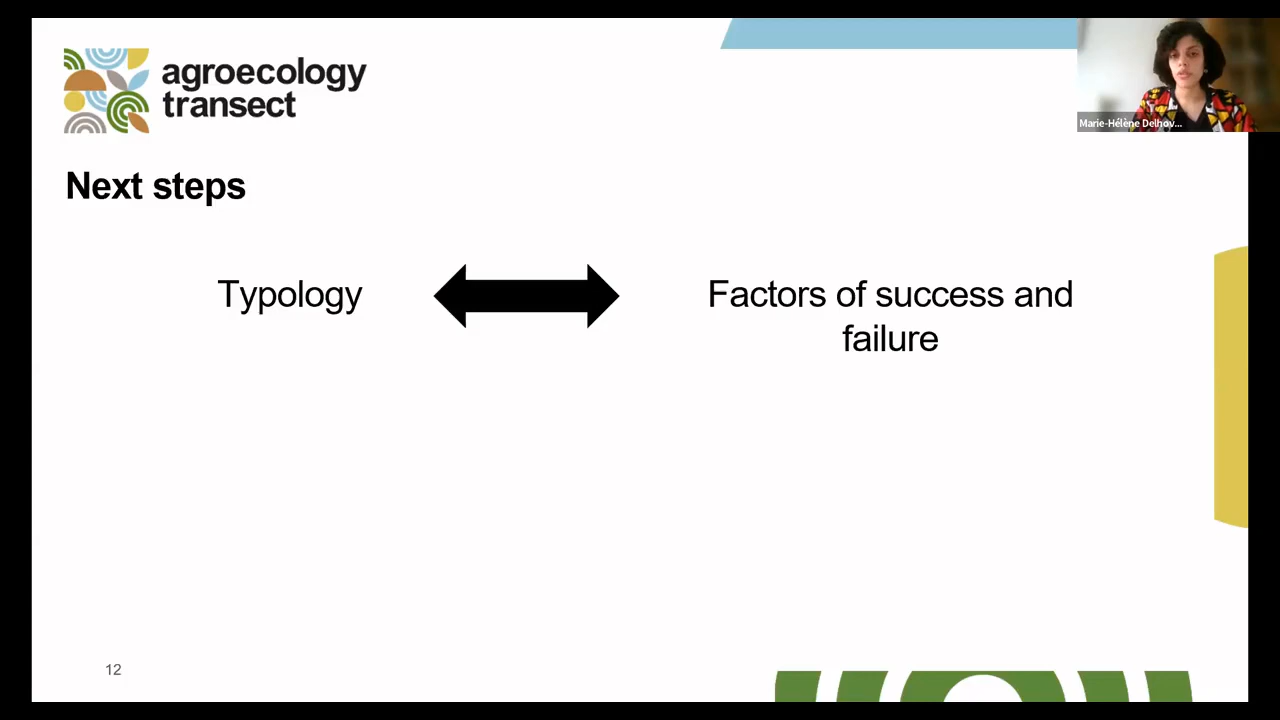 agroecology
transect
Marie-Hélène Delhov...
Next steps
Typology
Factors of success and
failure
12